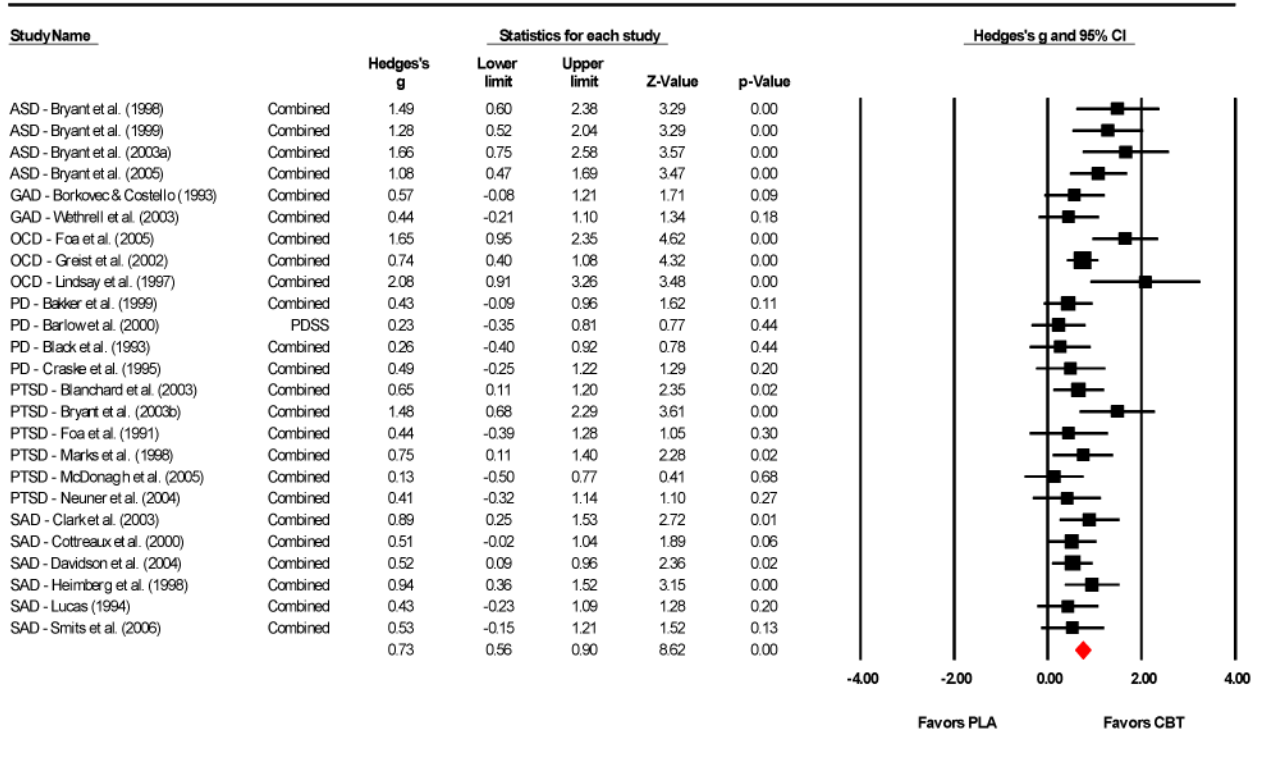 Study Name Statistics for each study Hedges's g and 95% CI
Hedges's g Lower limit Upper limit Z-Value p-Value
ASD - Bryant et al. (1998) Combined 1.49 0.60 2.38 3.29 0.00
ASD - Bryant et al. (1999) Combined 1.28 0.52 2.04 3.29 0.00
ASD - Bryant et al. (2003a) Combined 1.66 0.75 2.58 3.57 0.00
ASD - Bryant et al. (2005) Combined 1.08 0.47 1.69 3.47 0.00
GAD - Borkovec & Costello (1993) Combined 0.57 -0.08 1.21 1.71 0.09
GAD - Wethrell et al. (2003) Combined 0.44 -0.21 1.10 1.34 0.18
OCD - Foa et al. (2005) Combined 1.65 0.95 2.35 4.62 0.00
OCD - Greist et al. (2002) Combined 0.74 0.40 1.08 4.32 0.00
OCD - Lindsay et al. (1997) Combined 2.08 0.91 3.26 3.48 0.00
PD - Bakker et al. (1999) Combined 0.43 -0.09 0.96 1.62 0.11
PD - Barlow et al. (2000) PDSS 0.23 -0.35 0.81 0.77 0.44
PD - Black et al. (1993) Combined 0.26 -0.40 0.92 0.78 0.44
PD - Craske et al. (1995) Combined 0.49 -0.25 1.22 1.29 0.20
PTSD - Blanchard et al. (2003) Combined 0.65 0.11 1.20 2.35 0.02
PTSD - Bryant et al. (2003b) Combined 1.48 0.68 2.29 3.61 0.00
PTSD - Foa et al. (1991) Combined 0.44 -0.39 1.28 1.05 0.30
PTSD - Marks et al. (1998) Combined 0.75 0.11 1.40 2.28 0.02
PTSD - McDonagh et al. (2005) Combined 0.13 -0.50 0.77 0.41 0.68
PTSD - Neuner et al. (2004) Combined 0.41 -0.32 1.14 1.10 0.27
SAD - Clark et al. (2003) Combined 0.89 0.25 1.53 2.72 0.01
SAD - Cottreaux et al. (2000) Combined 0.51 -0.02 1.04 1.89 0.06
SAD - Davidson et al. (2004) Combined 0.52 0.09 0.96 2.36 0.02
SAD - Heimberg et al. (1998) Combined 0.94 0.36 1.52 3.15 0.00
SAD - Lucas (1994) Combined 0.43 -0.23 1.09 1.28 0.20
SAD - Smits et al. (2006) Combined 0.53 -0.15 1.21 1.52 0.13
0.73 0.56 0.90 8.62 0.00
-4.00 -2.00 0.00 2.00 4.00
Favors PLA Favors CBT